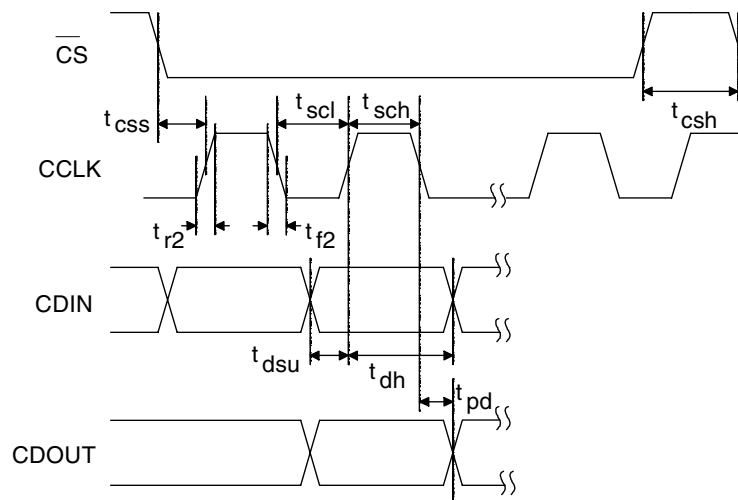 CS
t scl t sch
t css t csh
CCLK
t r2 t f2
CDIN
t dsu t dh
t pd
CDOUT